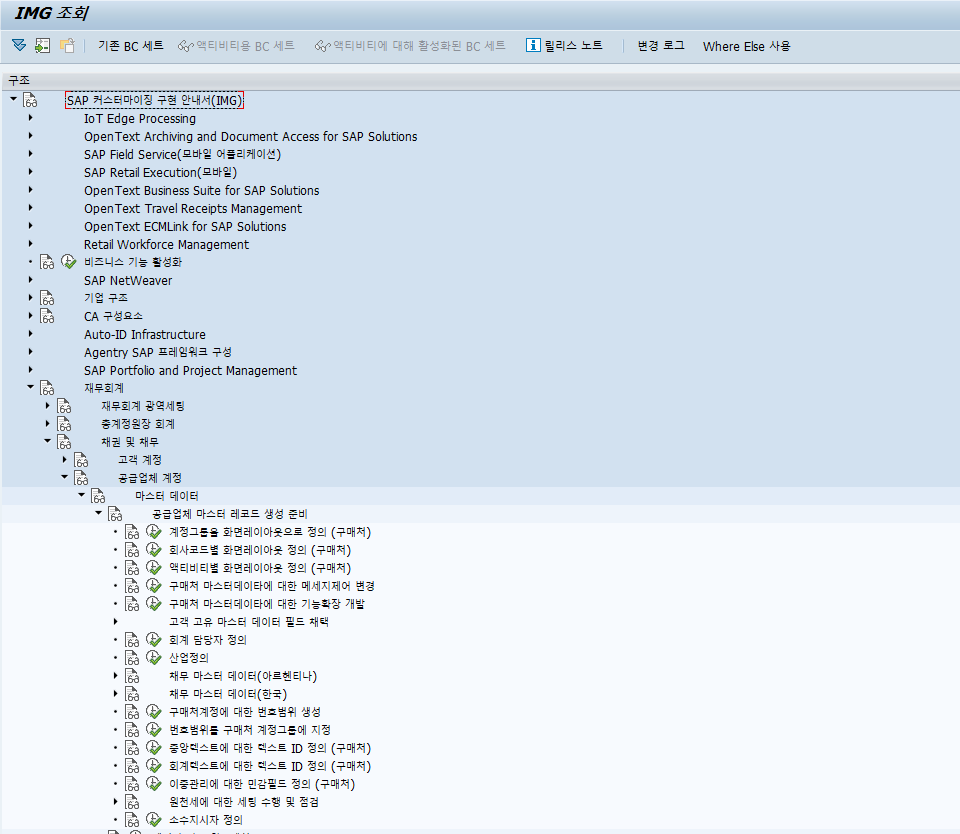 IMG 조회
기존 BC 세트 액티비티용 BC 세트 액티비티에 대해 활성화된 BC 세트 릴리스 노트 변경 로그 Where Else 사용
구조
SAP 커스터마이징 구현 안내서(IMG)
IoT Edge Processing
OpenText Archiving and Document Access for SAP Solutions
SAP Field Service(모바일 어플리케이션)
SAP Retail Execution(모바일)
OpenText Business Suite for SAP Solutions
OpenText Travel Receipts Management
OpenText ECMLink for SAP Solutions
Retail Workforce Management
비즈니스 기능 활성화
SAP NetWeaver
기업 구조
CA 구성요소
Auto-ID Infrastructure
Agentry SAP 프레임워크 구성
SAP Portfolio and Project Management
재무회계
재무회계 광역세팅
총계정원장 회계
채권 및 채무
고객 계정
공급업체 계정
마스터 데이터
공급업체 마스터 레코드 생성 준비
계정그룹을 화면레이아웃으로 정의 (구매처)
회사코드별 화면레이아웃 정의 (구매처)
액티비티별 화면레이아웃 정의 (구매처)
구매처 마스터데이타에 대한 메세지제어 변경
구매처 마스터데이타에 대한 기능확장 개발
고객 고유 마스터 데이터 필드 채택
회계 담당자 정의
산업정의
채무 마스터 데이터(아르헨티나)
채무 마스터 데이터(한국)
구매처계정에 대한 번호범위 생성
번호범위를 구매처 계정그룹에 지정
중앙텍스트에 대한 텍스트 ID 정의 (구매처)
회계텍스트에 대한 텍스트 ID 정의 (구매처)
이중관리에 대한 민감필드 정의 (구매처)
원천세에 대한 세팅 수행 및 점검
소수지시자 정의